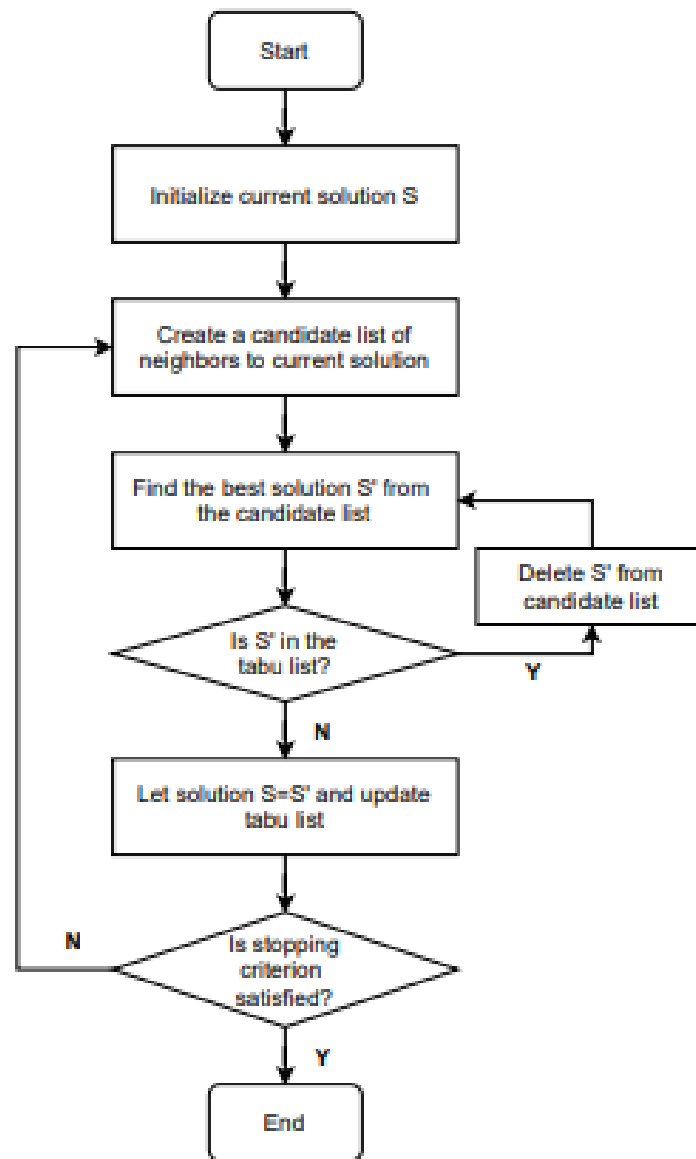 Start
Initialize current solution S
Create a candidate list of
neighbors to current solution
Find the best solution S' from
the candidate list
Delete S' from
candidate list
Is S' in the
tabu list?
Y
N
Let solution S=S' and update
tabu list
N
Is stopping
criterion
satisfied?
Y
End